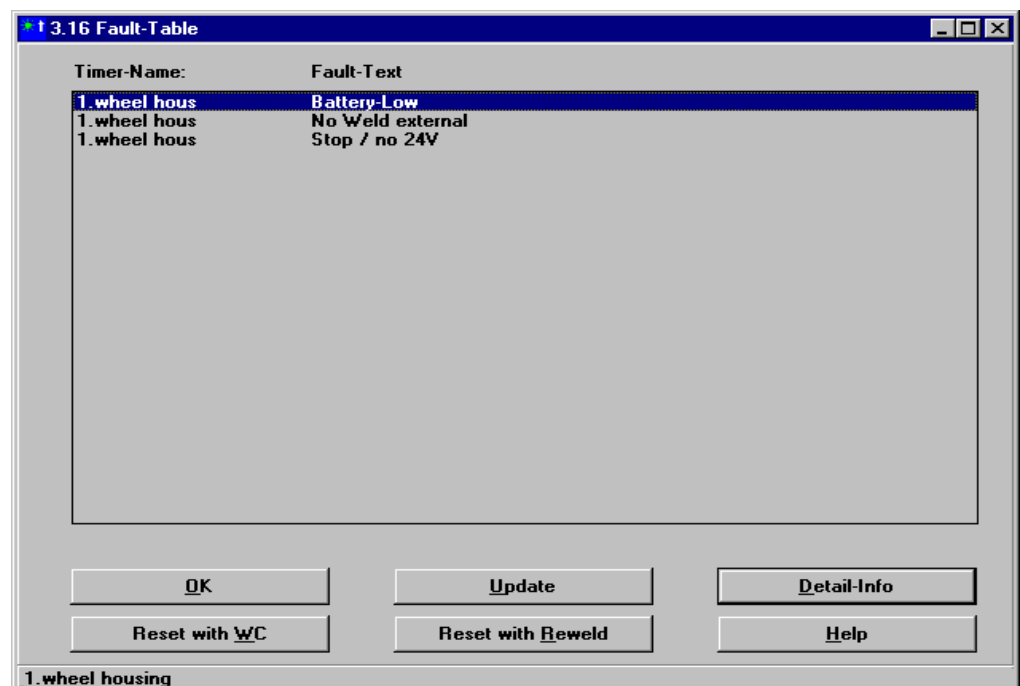 3.16 Fault-Table
Timer-Name: Fault-Text
1.wheel hous Battery-Low
1.wheel hous No Weld external
1.wheel hous Stop / no 24V
OK Update Detail-Info
Reset with WC Reset with Reweld Help
1.wheel housing